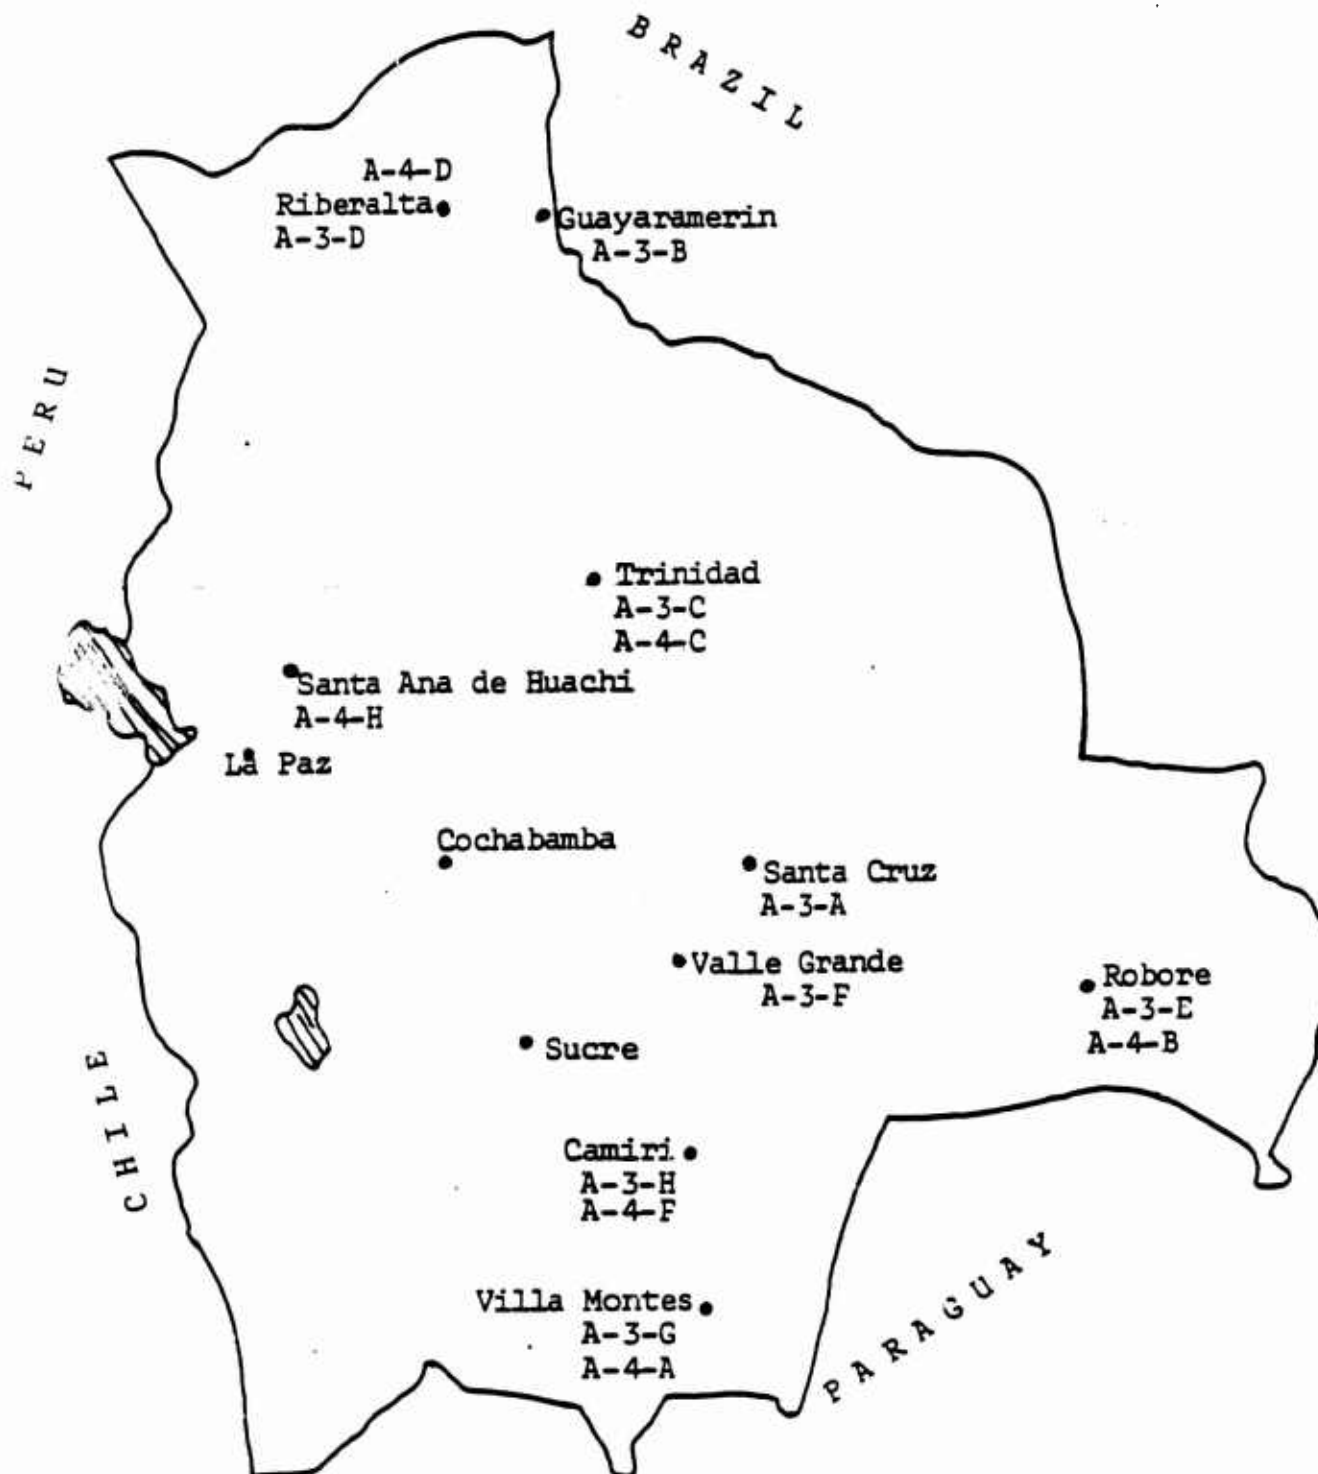 BRAZIL
A-4-D
Riberalta
A-3-D
Guayaramerin
A-3-B
PERU
Trinidad
A-3-C
A-4-C
Santa Ana de Huachi
A-4-H
La Paz
Cochabamba
Santa Cruz
A-3-A
Valle Grande
A-3-F
Robore
A-3-E
A-4-B
Sucre
CHILE
Camiri
A-3-H
A-4-F
Villa Montes
A-3-G
A-4-A
PARAGUAY